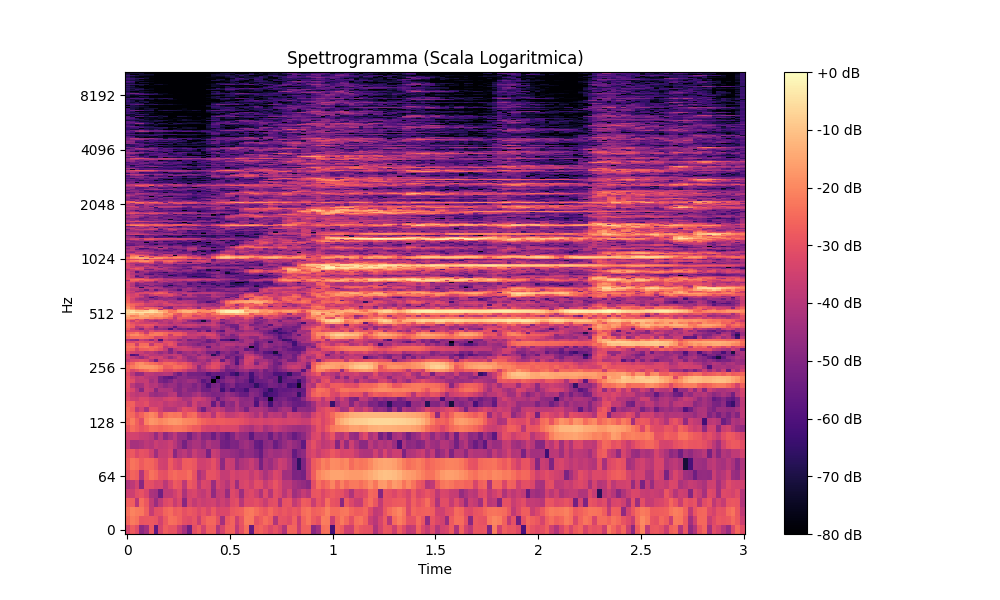 Spettrogramma (Scala Logaritmica)
Hz
8192
4096
2048
1024
512
256
128
64
0
0
0.5
1
1.5
2
2.5
3
Time
+0 dB
-10 dB
-20 dB
-30 dB
-40 dB
-50 dB
-60 dB
-70 dB
-80 dB